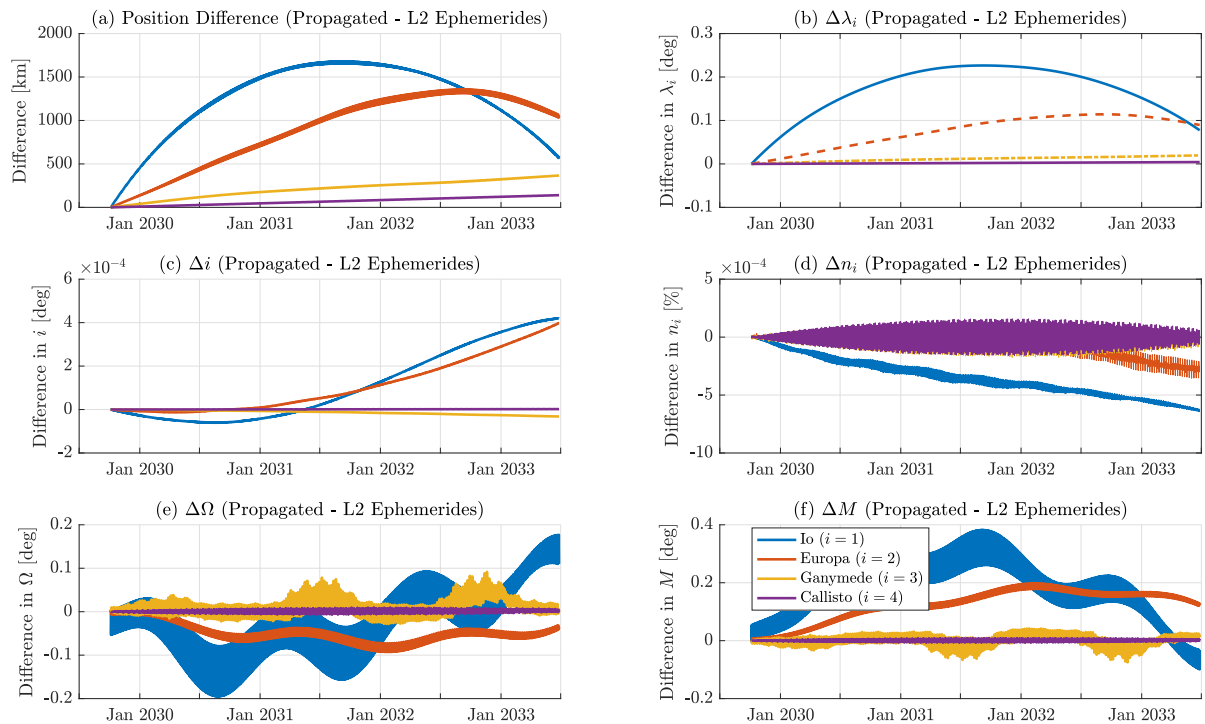 (a) Position Difference (Propagated - L2 Ephemerides)
2000
1500
1000
500
0
Difference [km]
Jan 2030 Jan 2031 Jan 2032 Jan 2033
(b) Δλi (Propagated - L2 Ephemerides)
0.3
0.2
0.1
0
-0.1
Difference in λi [deg]
Jan 2030 Jan 2031 Jan 2032 Jan 2033
(c) Δi (Propagated - L2 Ephemerides)
×10-4
6
4
2
0
-2
Difference in i [deg]
Jan 2030 Jan 2031 Jan 2032 Jan 2033
(d) Δni (Propagated - L2 Ephemerides)
×10-4
5
0
-5
-10
Difference in ni [%]
Jan 2030 Jan 2031 Jan 2032 Jan 2033
(e) ΔΩ (Propagated - L2 Ephemerides)
0.2
0.1
0
-0.1
-0.2
Difference in Ω [deg]
Jan 2030 Jan 2031 Jan 2032 Jan 2033
(f) ΔM (Propagated - L2 Ephemerides)
0.4
0.2
0
-0.2
Difference in M [deg]
Io (i = 1)
Europa (i = 2)
Ganymede (i = 3)
Callisto (i = 4)
Jan 2030 Jan 2031 Jan 2032 Jan 2033